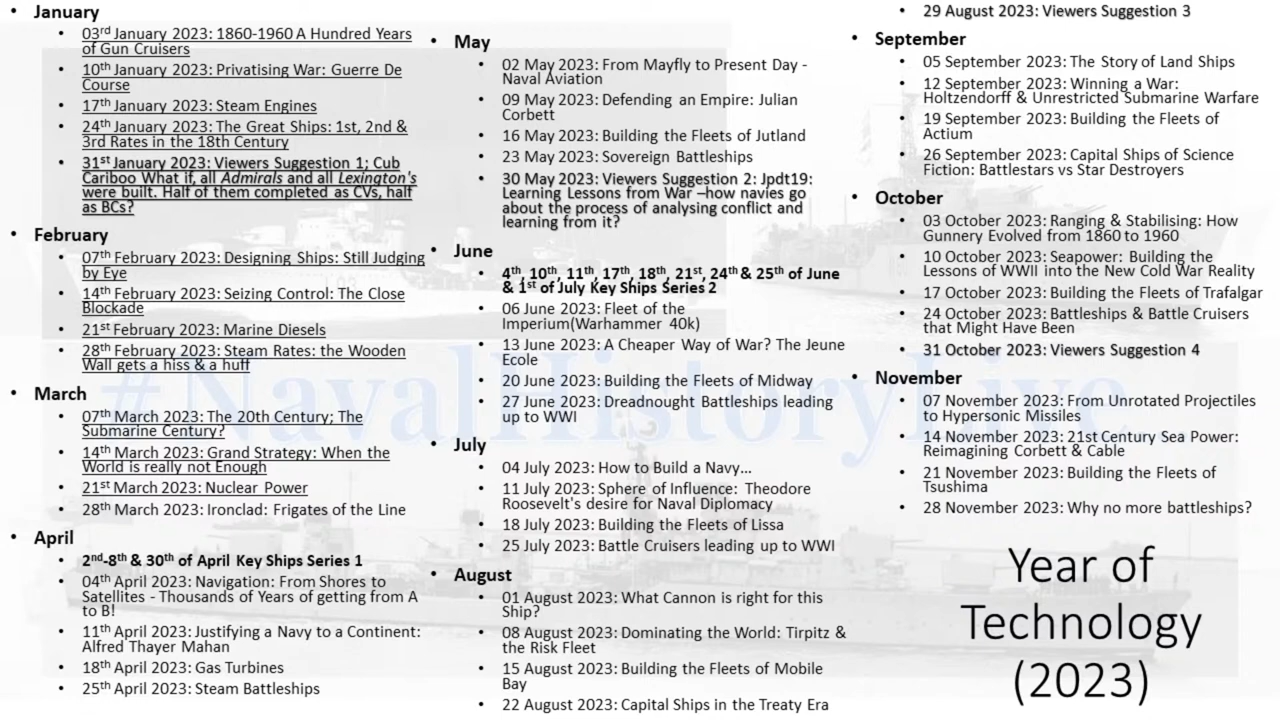 January
03rd January 2023: 1860-1960 A Hundred Years
of Gun Cruisers
10th January 2023: Privatising War: Guerre De
Course
17th January 2023: Steam Engines
24th January 2023: The Great Ships: 1st, 2nd &
3rd Rates in the 18th Century
31st January 2023: Viewers Suggestion 1; Cub
Cariboo What if, all Admirals and all Lexington's
were built. Half of them completed as CVs, half
as BCs?
February
07th February 2023: Designing Ships: Still Judging
by Eye
14th February 2023: Seizing Control: The Close
Blockade
21st February 2023: Marine Diesels
28th February 2023: Steam Rates: the Wooden
Wall gets a hiss & a huff
March
07th March 2023: The 20th Century; The
Submarine Century?
14th March 2023: Grand Strategy: When the
World is really not Enough
21st March 2023: Nuclear Power
28th March 2023: Ironclad: Frigates of the Line
April
2nd-8th & 30th of April Key Ships Series 1
04th April 2023: Navigation: From Shores to
Satellites - Thousands of Years of getting from A
to B!
11th April 2023: Justifying a Navy to a Continent:
Alfred Thayer Mahan
18th April 2023: Gas Turbines
25th April 2023: Steam Battleships
May
02 May 2023: From Mayfly to Present Day -
Naval Aviation
09 May 2023: Defending an Empire: Julian
Corbett
16 May 2023: Building the Fleets of Jutland
23 May 2023: Sovereign Battleships
30 May 2023: Viewers Suggestion 2: Jpdt19:
Learning Lessons from War –how navies go
about the process of analysing conflict and
learning from it?
June
4th, 10th, 11th, 17th, 18th, 21st, 24th & 25th of June
& 1st of July Key Ships Series 2
06 June 2023: Fleet of the
Imperium(Warhammer 40k)
13 June 2023: A Cheaper Way of War? The Jeune
Ecole
20 June 2023: Building the Fleets of Midway
27 June 2023: Dreadnought Battleships leading
up to WWI
July
04 July 2023: How to Build a Navy...
11 July 2023: Sphere of Influence: Theodore
Roosevelt's desire for Naval Diplomacy
18 July 2023: Building the Fleets of Lissa
25 July 2023: Battle Cruisers leading up to WWI
August
01 August 2023: What Cannon is right for this
Ship?
08 August 2023: Dominating the World: Tirpitz &
the Risk Fleet
15 August 2023: Building the Fleets of Mobile
Bay
22 August 2023: Capital Ships in the Treaty Era
29 August 2023: Viewers Suggestion 3
September
05 September 2023: The Story of Land Ships
12 September 2023: Winning a War:
Holtzendorff & Unrestricted Submarine Warfare
19 September 2023: Building the Fleets of
Actium
26 September 2023: Capital Ships of Science
Fiction: Battlestars vs Star Destroyers
October
03 October 2023: Ranging & Stabilising: How
Gunnery Evolved from 1860 to 1960
10 October 2023: Seapower: Building the
Lessons of WWII into the New Cold War Reality
17 October 2023: Building the Fleets of Trafalgar
24 October 2023: Battleships & Battle Cruisers
that Might Have Been
31 October 2023: Viewers Suggestion 4
November
07 November 2023: From Unrotated Projectiles
to Hypersonic Missiles
14 November 2023: 21st Century Sea Power:
Reimagining Corbett & Cable
21 November 2023: Building the Fleets of
Tsushima
28 November 2023: Why no more battleships?
Year of
Technology
(2023)
#NavalHistoryLive